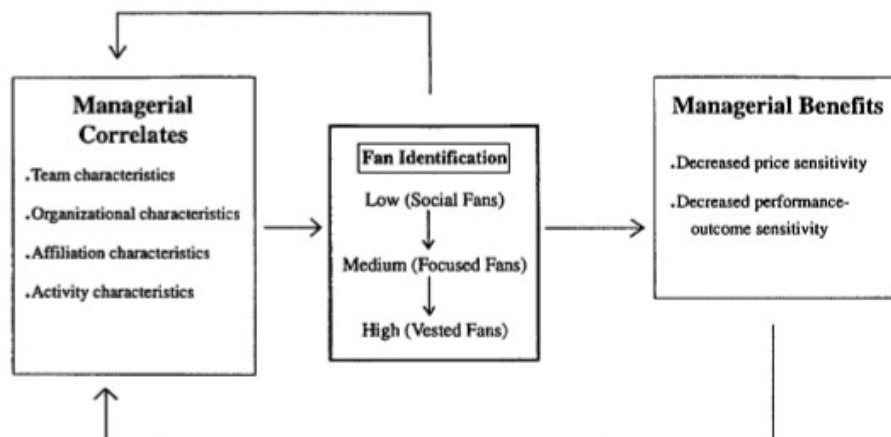 Managerial
Correlates
.Team characteristics
.Organizational characteristics
.Affiliation characteristics
.Activity characteristics
Fan Identification
Low (Social Fans)
Medium (Focused Fans)
High (Vested Fans)
Managerial Benefits
.Decreased price sensitivity
.Decreased performance-
outcome sensitivity